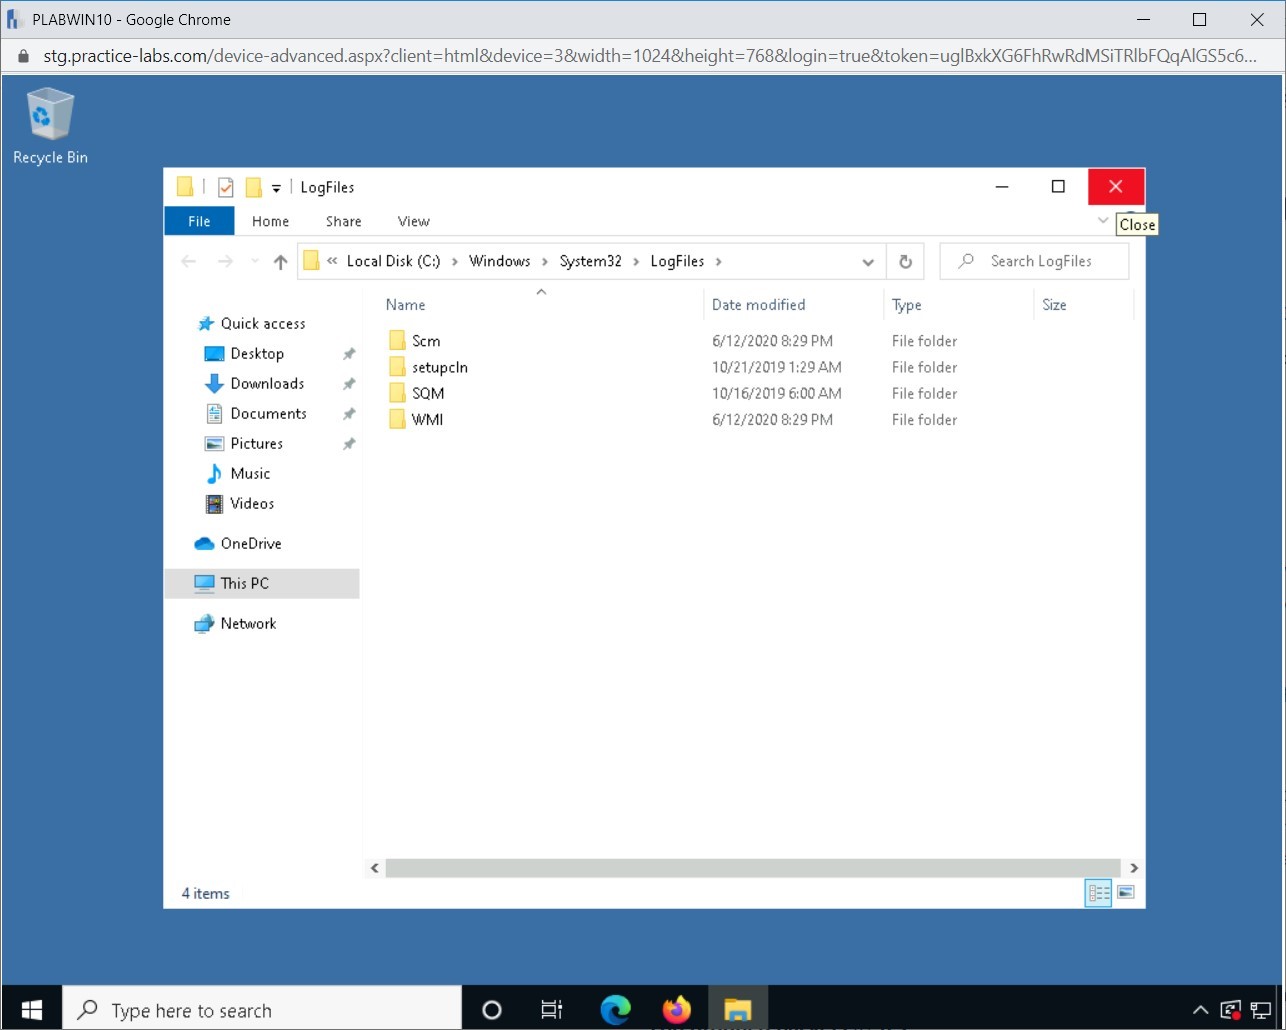 PLABWIN10 - Google Chrome
stg.practice-labs.com/device-advanced.aspx?client=html&device=3&width=1024&height=768&login=true&token=uglBxkXG6FhRwRdMSiTRlbFQqAlGS5c6...
Recycle Bin
LogFiles
File Home Share View
Close
« Local Disk (C:) › Windows › System32 › LogFiles ›
Search LogFiles
Name Date modified Type Size
Quick access
Desktop
Downloads
Documents
Pictures
Music
Videos
OneDrive
This PC
Network
Scm 6/12/2020 8:29 PM File folder
setupcln 10/21/2019 1:29 AM File folder
SQM 10/16/2019 6:00 AM File folder
WMI 6/12/2020 8:29 PM File folder
4 items
Type here to search